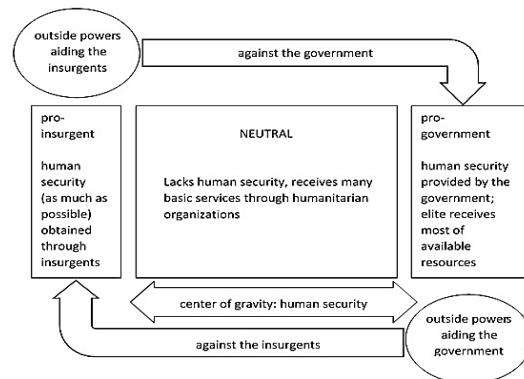 outside powers
aiding the
insurgents
against the government
pro-
insurgent
human
security
(as much as
possible)
obtained
through
insurgents
NEUTRAL
Lacks human security, receives many
basic services through humanitarian
organizations
pro-
government
human security
provided by the
government;
elite receives
most of
available
resources
center of gravity: human security
against the insurgents
outside powers
aiding the
government